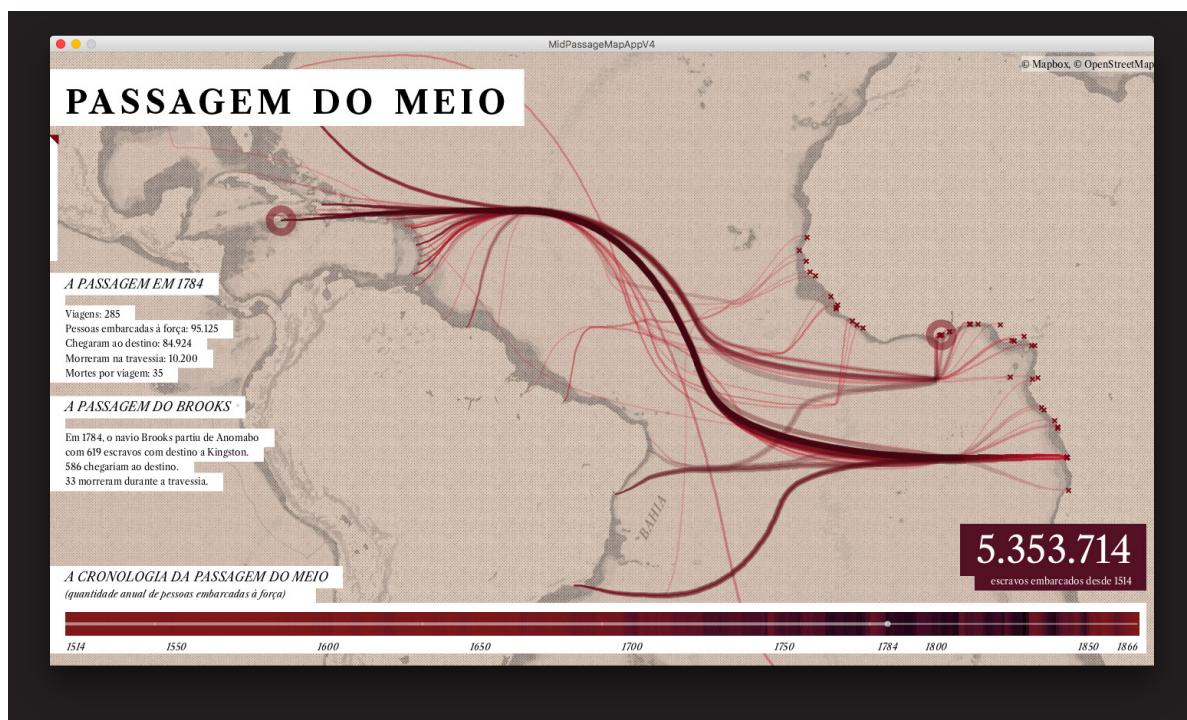 MidPassageMapAppV4
© Mapbox, © OpenStreetMap
PASSAGEM DO MEIO
A PASSAGEM EM 1784
Viagens: 285
Pessoas embarcadas à força: 95.125
Chegaram ao destino: 84.924
Morreram na travessia: 10.200
Mortes por viagem: 35
A PASSAGEM DO BROOKS
Em 1784, o navio Brooks partiu de Anomabo
com 619 escravos com destino a Kingston.
586 chegariam ao destino.
33 morreram durante a travessia.
BAHIA
5.353.714
escravos embarcados desde 1514
A CRONOLOGIA DA PASSAGEM DO MEIO
(quantidade anual de pessoas embarcadas à força)
1514 1550 1600 1650 1700 1750 1784 1800 1850 1866